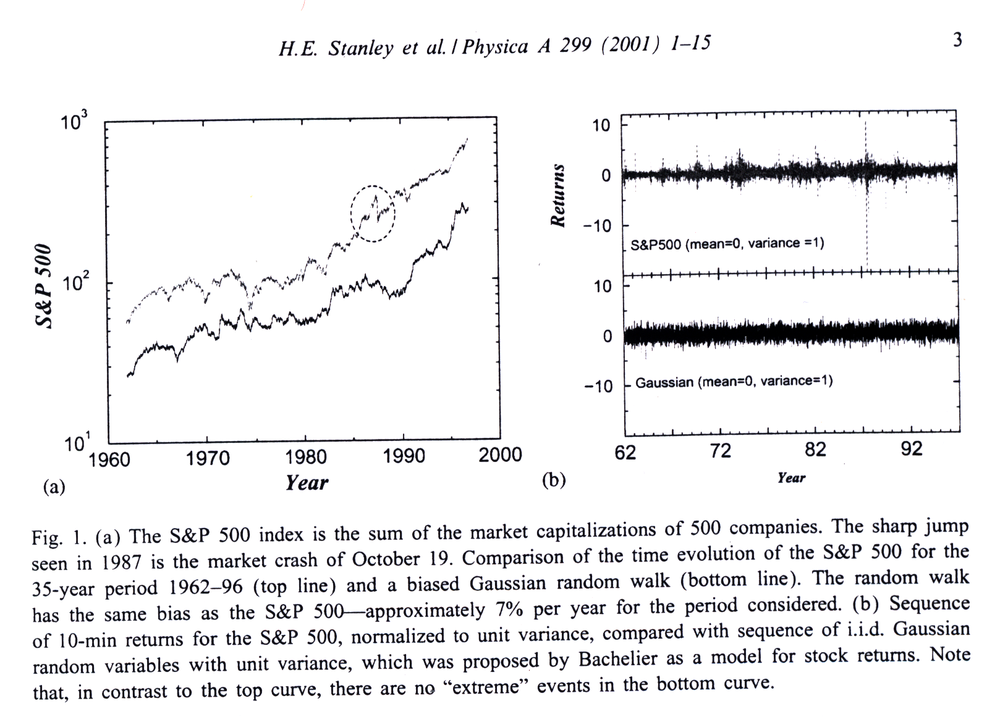 H.E. Stanley et al. / Physica A 299 (2001) 1–15
3
10³
10²
10¹
S&P 500
1960 1970 1980 1990 2000
Year
(a)
10
0
−10
Returns
S&P500 (mean=0, variance =1)
10
0
−10
Gaussian (mean=0, variance=1)
62 72 82 92
Year
(b)
Fig. 1. (a) The S&P 500 index is the sum of the market capitalizations of 500 companies. The sharp jump
seen in 1987 is the market crash of October 19. Comparison of the time evolution of the S&P 500 for the
35-year period 1962–96 (top line) and a biased Gaussian random walk (bottom line). The random walk
has the same bias as the S&P 500—approximately 7% per year for the period considered. (b) Sequence
of 10-min returns for the S&P 500, normalized to unit variance, compared with sequence of i.i.d. Gaussian
random variables with unit variance, which was proposed by Bachelier as a model for stock returns. Note
that, in contrast to the top curve, there are no “extreme” events in the bottom curve.